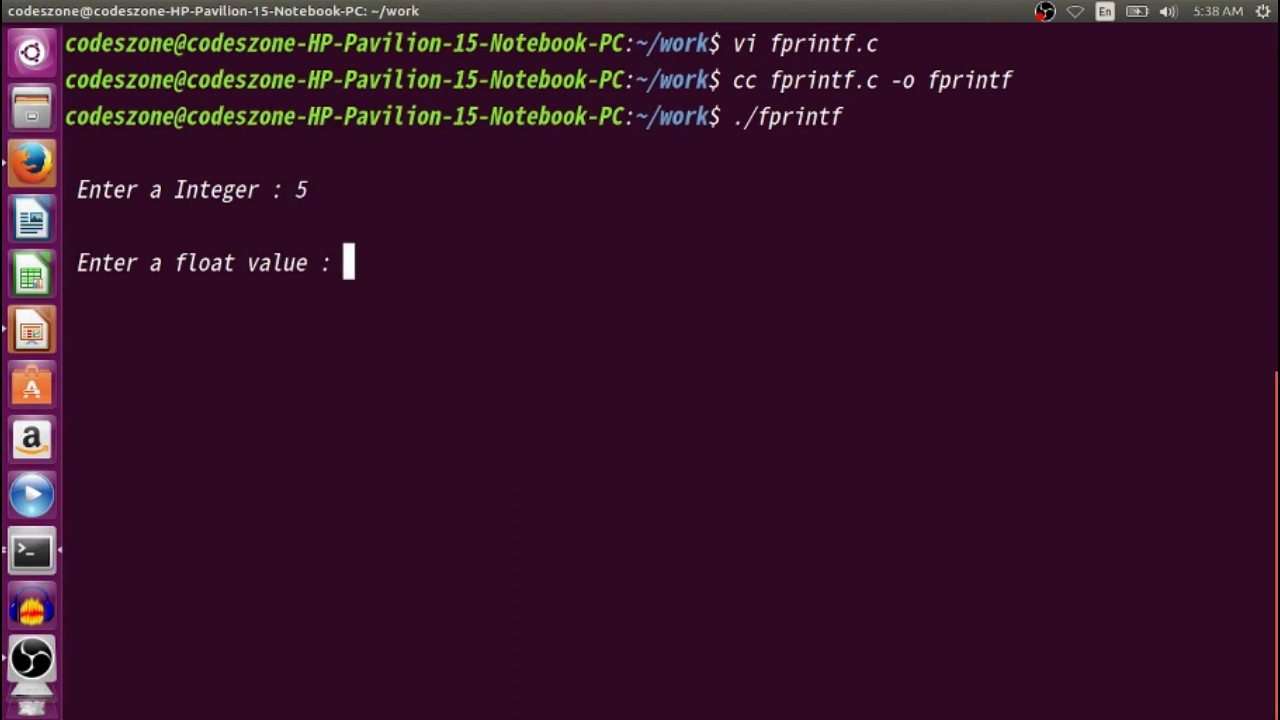 codeszone@codeszone-HP-Pavilion-15-Notebook-PC: ~/work
En
5:38 AM
codeszone@codeszone-HP-Pavilion-15-Notebook-PC:~/work$ vi fprintf.c
codeszone@codeszone-HP-Pavilion-15-Notebook-PC:~/work$ cc fprintf.c -o fprintf
codeszone@codeszone-HP-Pavilion-15-Notebook-PC:~/work$ ./fprintf
Enter a Integer : 5
Enter a float value :